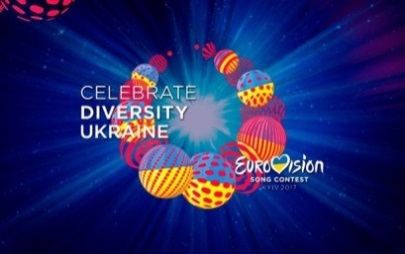 CELEBRATE
DIVERSITY
UKRAINE
EUROVISION
SONG CONTEST
KYIV 2017